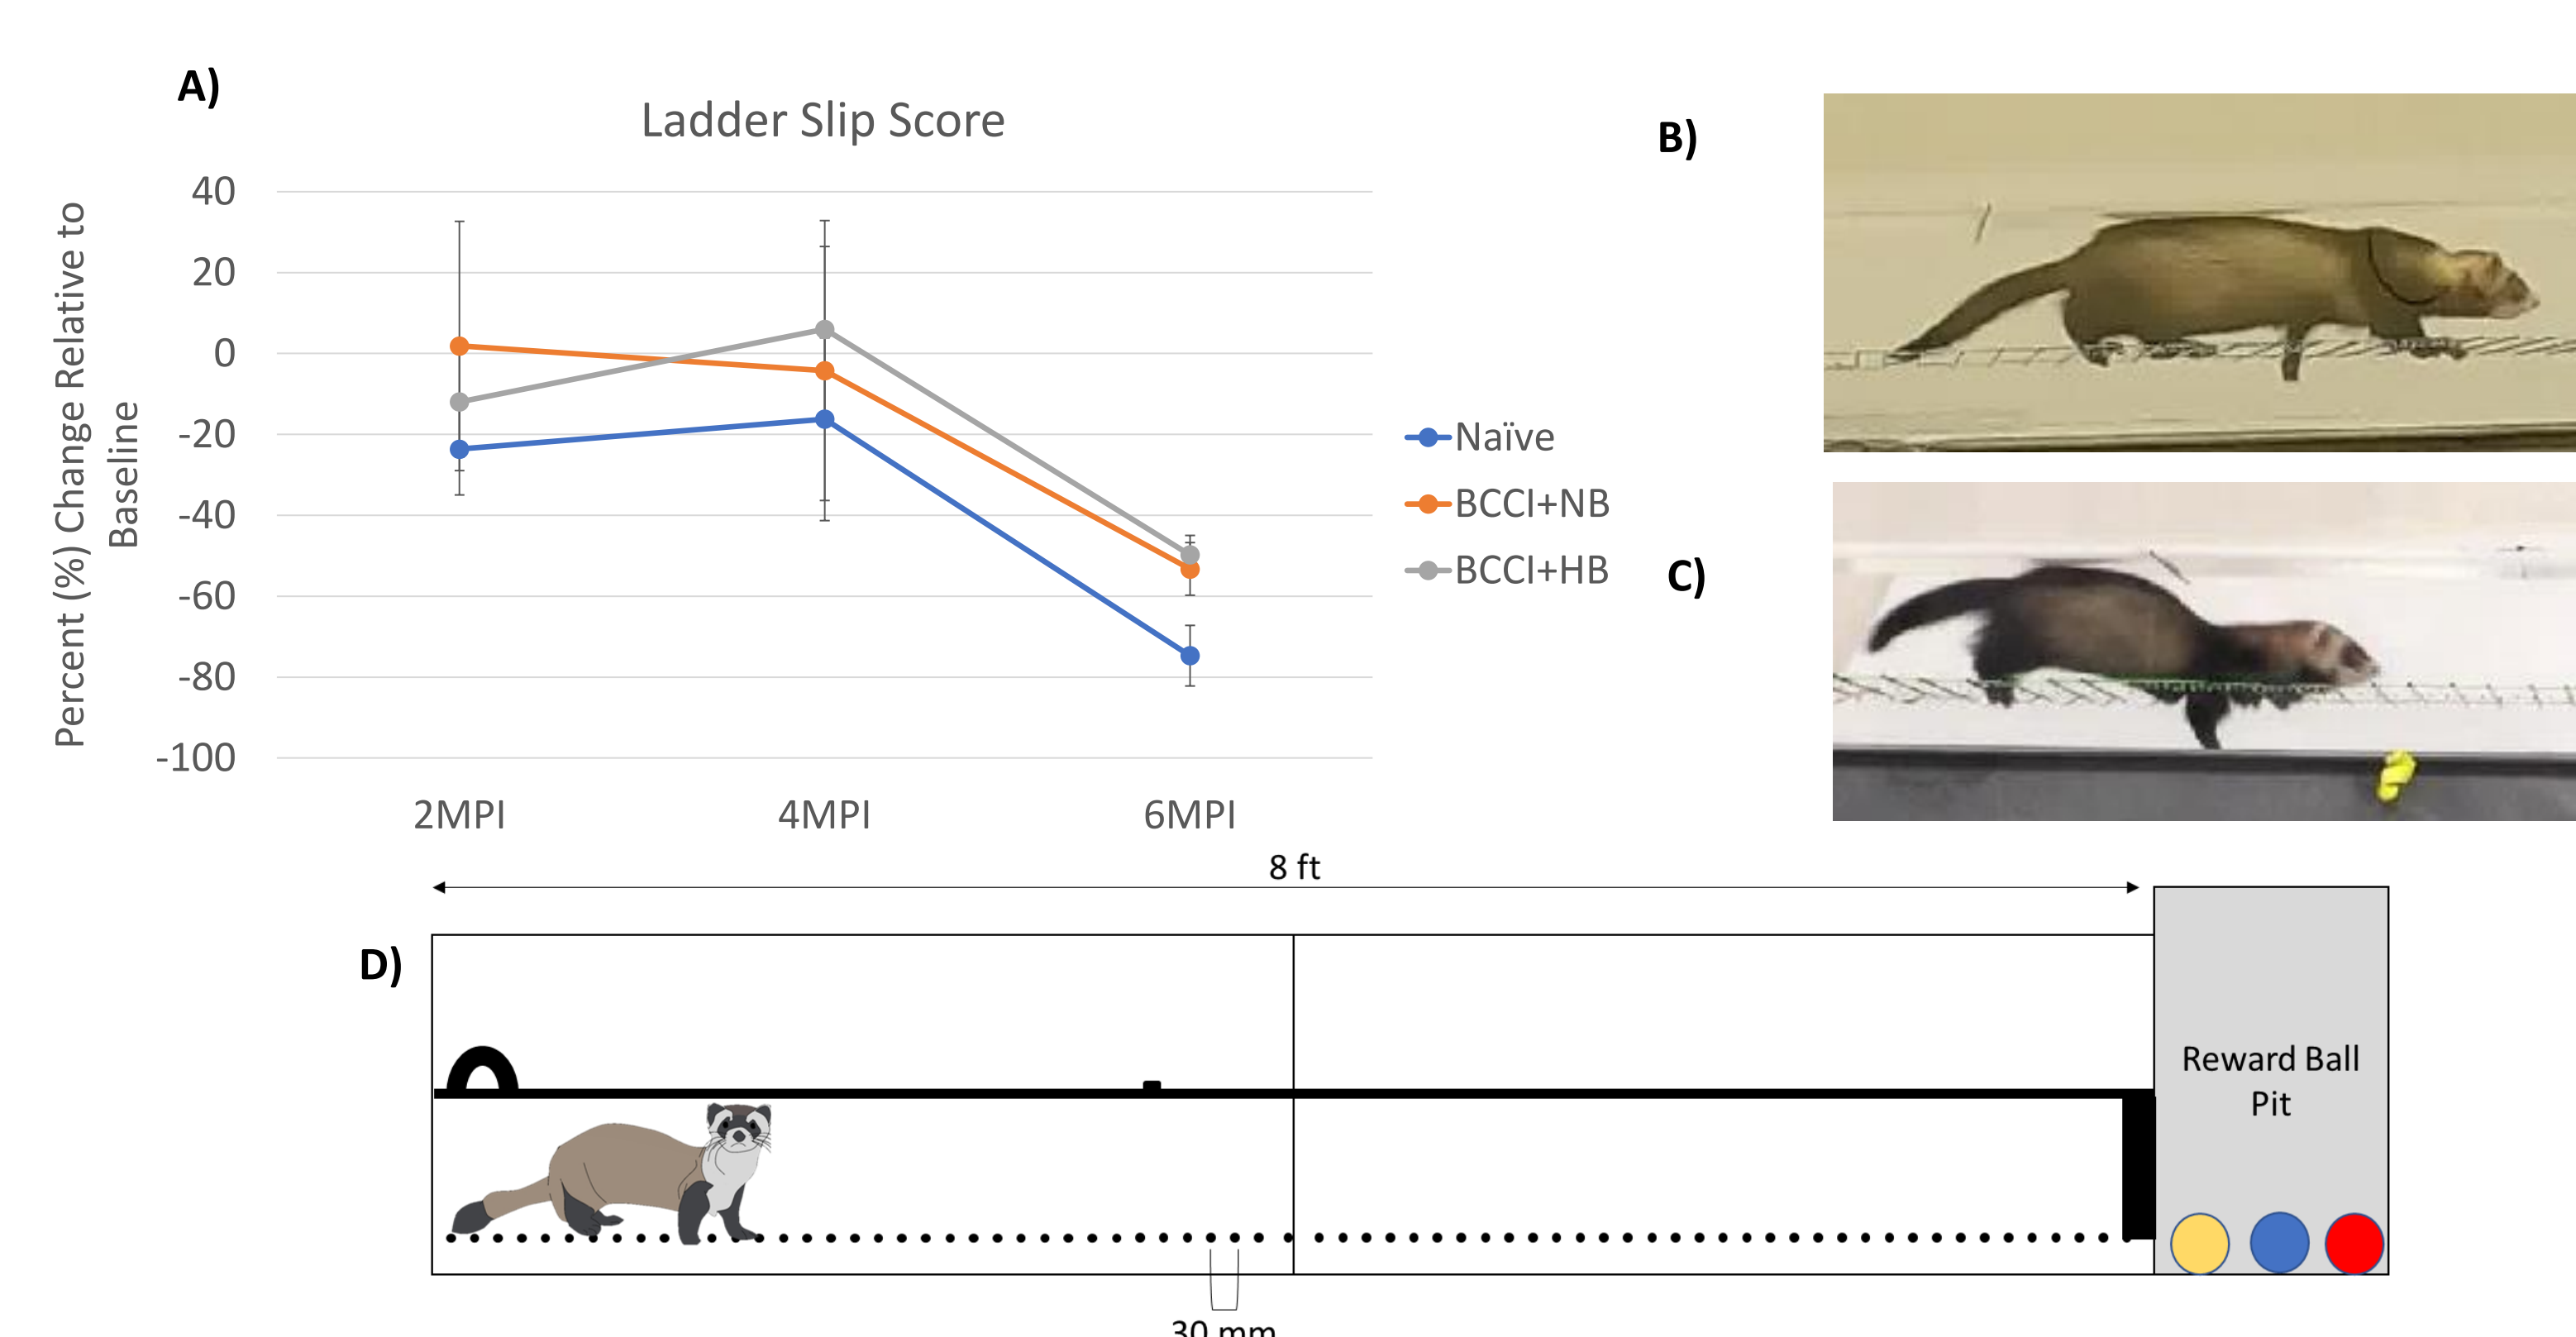 A)
Ladder Slip Score
Percent (%) Change Relative to
Baseline
40
20
0
-20
-40
-60
-80
-100
2MPI
4MPI
6MPI
Naïve
BCCI+NB
BCCI+HB
B)
C)
8 ft
D)
Reward Ball
Pit
30 mm